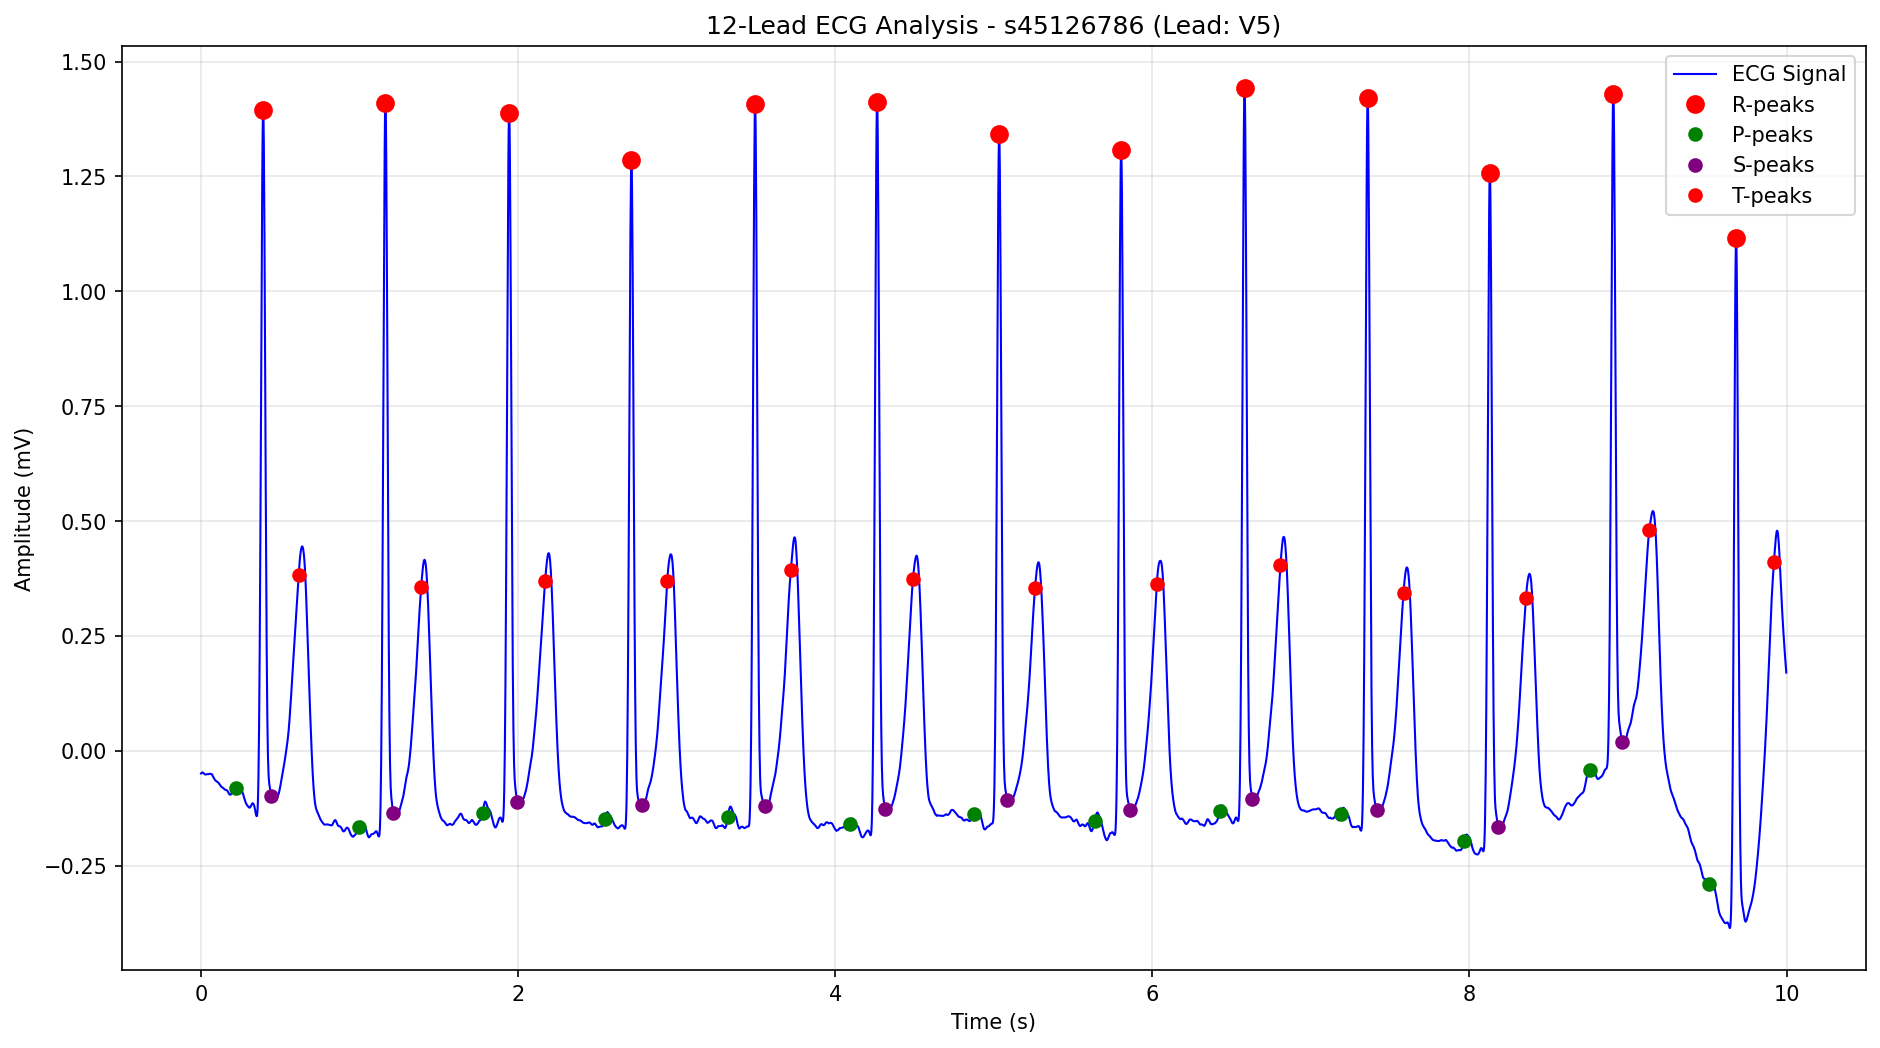 12-Lead ECG Analysis - s45126786 (Lead: V5)
ECG Signal
R-peaks
P-peaks
S-peaks
T-peaks
1.50
1.25
1.00
0.75
0.50
0.25
0.00
−0.25
Amplitude (mV)
0 2 4 6 8 10
Time (s)